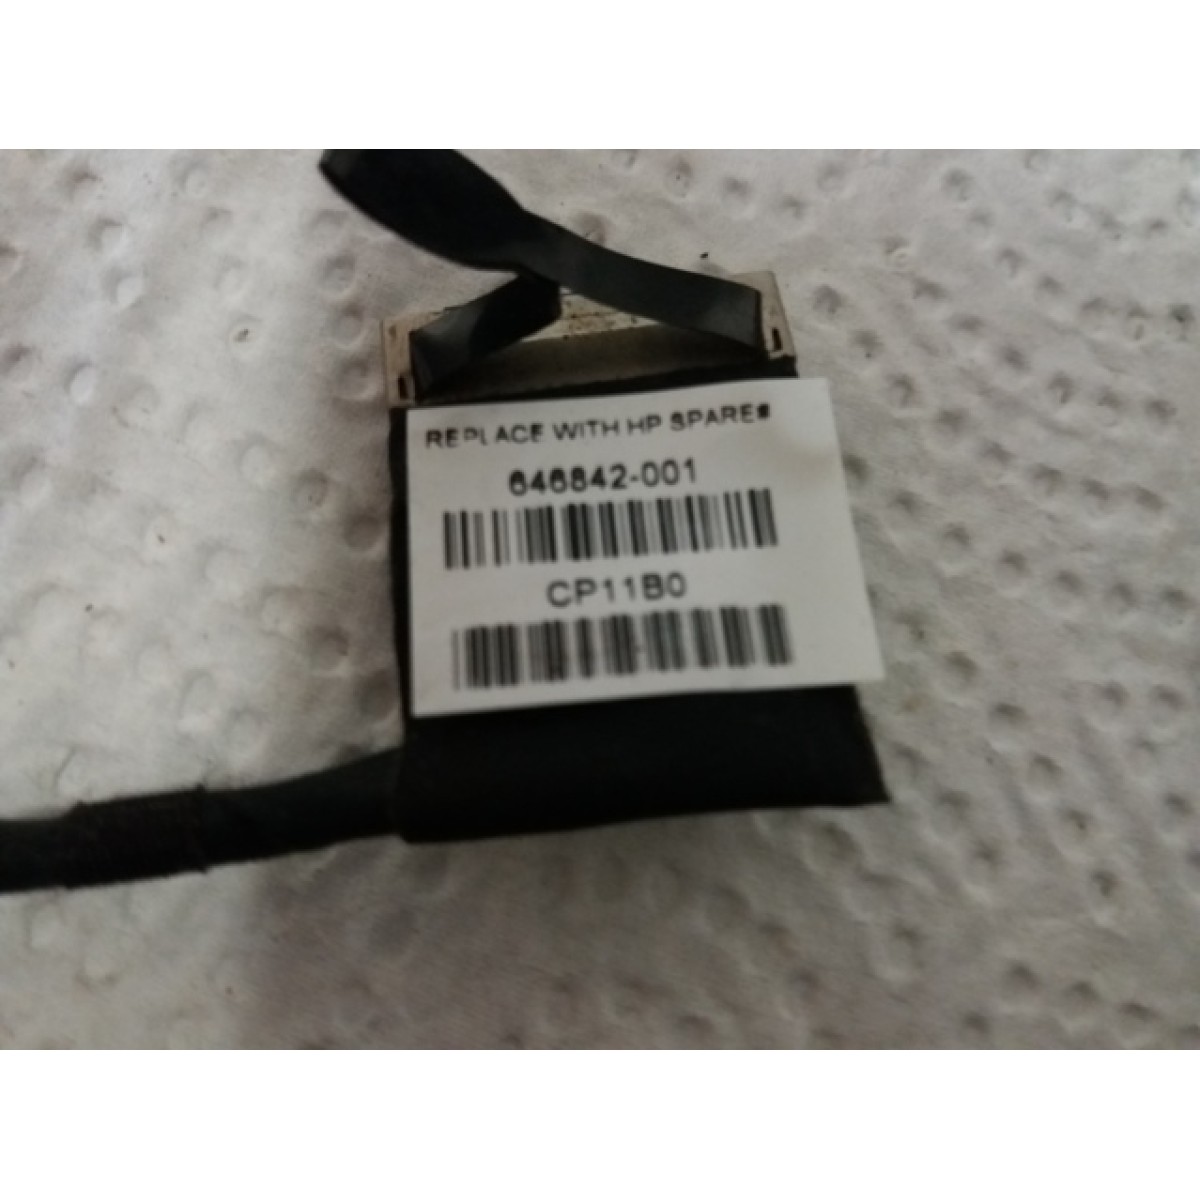 REPLACE WITH HP SPARE#
646842-001
CP11B0